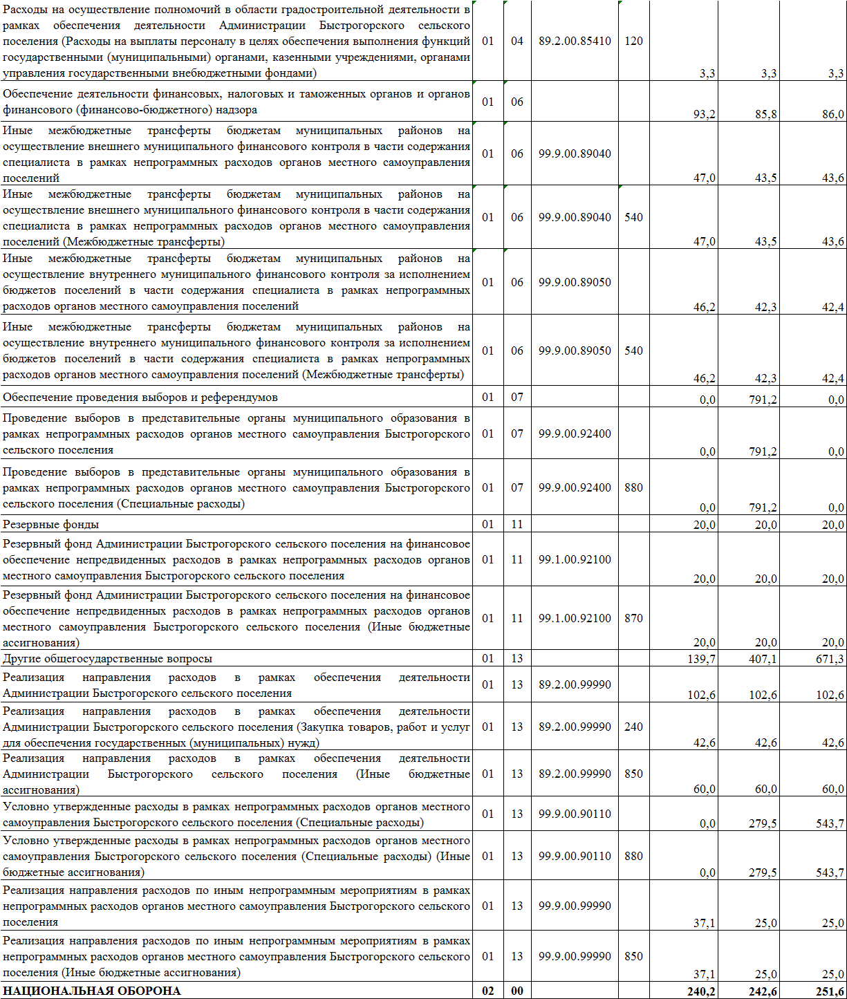 Расходы на осуществление полномочий в области градостроительной деятельности в
рамках обеспечения деятельности Администрации Быстрогорского сельского
поселения (Расходы на выплаты персоналу в целях обеспечения выполнения функций
государственными (муниципальными) органами, казенными учреждениями, органами
управления государственными внебюджетными фондами) 01 04 89.2.00.85410 120 3,3 3,3 3,3
Обеспечение деятельности финансовых, налоговых и таможенных органов и органов
финансового (финансово-бюджетного) надзора 01 06 93,2 85,8 86,0
Иные межбюджетные трансферты бюджетам муниципальных районов на
осуществление внешнего муниципального финансового контроля в части содержания
специалиста в рамках непрограммных расходов органов местного самоуправления
поселений 01 06 99.9.00.89040 47,0 43,5 43,6
Иные межбюджетные трансферты бюджетам муниципальных районов на
осуществление внешнего муниципального финансового контроля в части содержания
специалиста в рамках непрограммных расходов органов местного самоуправления
поселений (Межбюджетные трансферты) 01 06 99.9.00.89040 540 47,0 43,5 43,6
Иные межбюджетные трансферты бюджетам муниципальных районов на
осуществление внутреннего муниципального финансового контроля за исполнением
бюджетов поселений в части содержания специалиста в рамках непрограммных
расходов органов местного самоуправления поселений 01 06 99.9.00.89050 46,2 42,3 42,4
Иные межбюджетные трансферты бюджетам муниципальных районов на
осуществление внутреннего муниципального финансового контроля за исполнением
бюджетов поселений в части содержания специалиста в рамках непрограммных
расходов органов местного самоуправления поселений (Межбюджетные трансферты) 01 06 99.9.00.89050 540 46,2 42,3 42,4
Обеспечение проведения выборов и референдумов 01 07 0,0 791,2 0,0
Проведение выборов в представительные органы муниципального образования в
рамках непрограммных расходов органов местного самоуправления Быстрогорского
сельского поселения 01 07 99.9.00.92400 0,0 791,2 0,0
Проведение выборов в представительные органы муниципального образования в
рамках непрограммных расходов органов местного самоуправления Быстрогорского
сельского поселения (Специальные расходы) 01 07 99.9.00.92400 880 0,0 791,2 0,0
Резервные фонды 01 11 20,0 20,0 20,0
Резервный фонд Администрации Быстрогорского сельского поселения на финансовое
обеспечение непредвиденных расходов в рамках непрограммных расходов органов
местного самоуправления Быстрогорского сельского поселения 01 11 99.1.00.92100 20,0 20,0 20,0
Резервный фонд Администрации Быстрогорского сельского поселения на финансовое
обеспечение непредвиденных расходов в рамках непрограммных расходов органов
местного самоуправления Быстрогорского сельского поселения (Иные бюджетные
ассигнования) 01 11 99.1.00.92100 870 20,0 20,0 20,0
Другие общегосударственные вопросы 01 13 139,7 407,1 671,3
Реализация направления расходов в рамках обеспечения деятельности
Администрации Быстрогорского сельского поселения 01 13 89.2.00.99990 102,6 102,6 102,6
Реализация направления расходов в рамках обеспечения деятельности
Администрации Быстрогорского сельского поселения (Закупка товаров, работ и услуг
для обеспечения государственных (муниципальных) нужд) 01 13 89.2.00.99990 240 42,6 42,6 42,6
Реализация направления расходов в рамках обеспечения деятельности
Администрации Быстрогорского сельского поселения (Иные бюджетные
ассигнования) 01 13 89.2.00.99990 850 60,0 60,0 60,0
Условно утвержденные расходы в рамках непрограммных расходов органов местного
самоуправления Быстрогорского сельского поселения (Специальные расходы) 01 13 99.9.00.90110 0,0 279,5 543,7
Условно утвержденные расходы в рамках непрограммных расходов органов местного
самоуправления Быстрогорского сельского поселения (Специальные расходы) (Иные
бюджетные ассигнования) 01 13 99.9.00.90110 880 0,0 279,5 543,7
Реализация направления расходов по иным непрограммным мероприятиям в рамках
непрограммных расходов органов местного самоуправления Быстрогорского сельского
поселения 01 13 99.9.00.99990 37,1 25,0 25,0
Реализация направления расходов по иным непрограммным мероприятиям в рамках
непрограммных расходов органов местного самоуправления Быстрогорского сельского
поселения (Иные бюджетные ассигнования) 01 13 99.9.00.99990 850 37,1 25,0 25,0
НАЦИОНАЛЬНАЯ ОБОРОНА 02 00 240,2 242,6 251,6